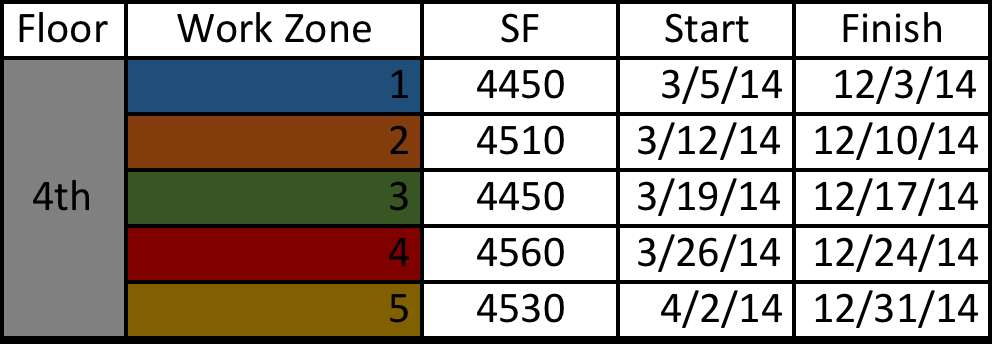 Floor Work Zone SF Start Finish
1 4450 3/5/14 12/3/14
2 4510 3/12/14 12/10/14
4th 3 4450 3/19/14 12/17/14
4 4560 3/26/14 12/24/14
5 4530 4/2/14 12/31/14